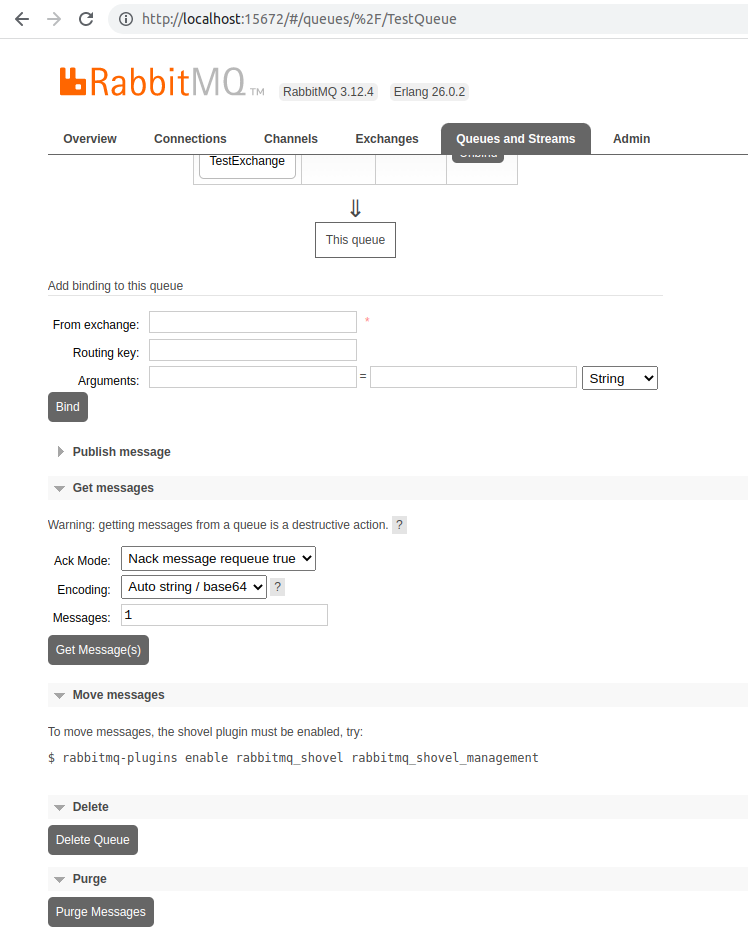 http://localhost:15672/#/queues/%2F/TestQueue
RabbitMQ TM RabbitMQ 3.12.4 Erlang 26.0.2
Overview Connections Channels Exchanges Queues and Streams Admin
TestExchange Unbind
⇓
This queue
Add binding to this queue
From exchange: *
Routing key:
Arguments: = String
Bind
Publish message
Get messages
Warning: getting messages from a queue is a destructive action. ?
Ack Mode: Nack message requeue true
Encoding: Auto string / base64 ?
Messages: 1
Get Message(s)
Move messages
To move messages, the shovel plugin must be enabled, try:
$ rabbitmq-plugins enable rabbitmq_shovel rabbitmq_shovel_management
Delete
Delete Queue
Purge
Purge Messages